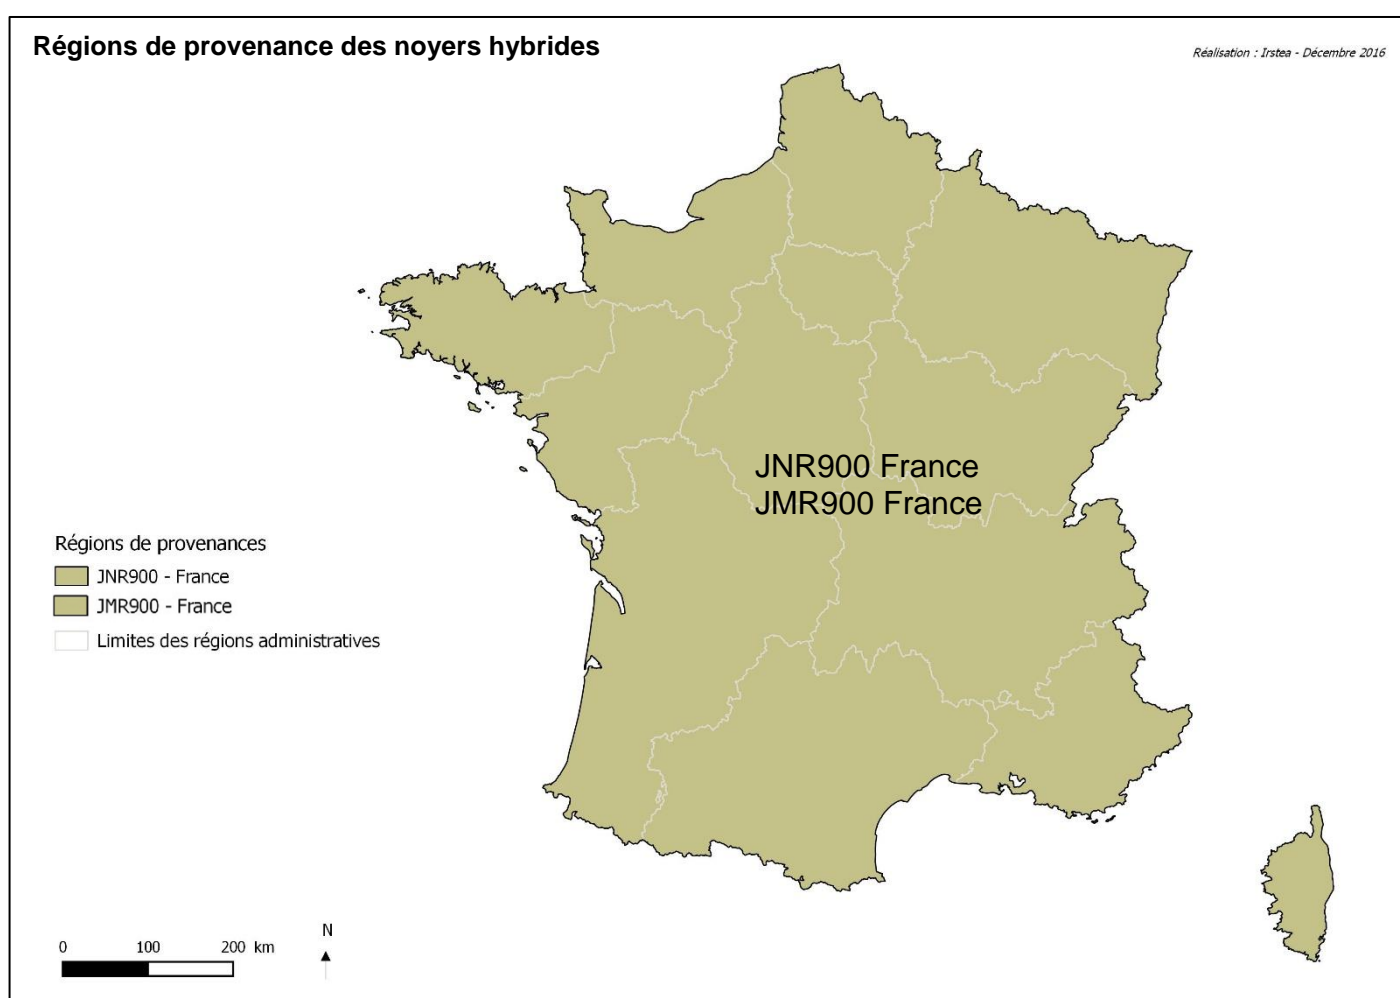 Régions de provenance des noyers hybrides
Réalisation : Irstea - Décembre 2016
JNR900 France
JMR900 France
Régions de provenances
JNR900 - France
JMR900 - France
Limites des régions administratives
0 100 200 km
N